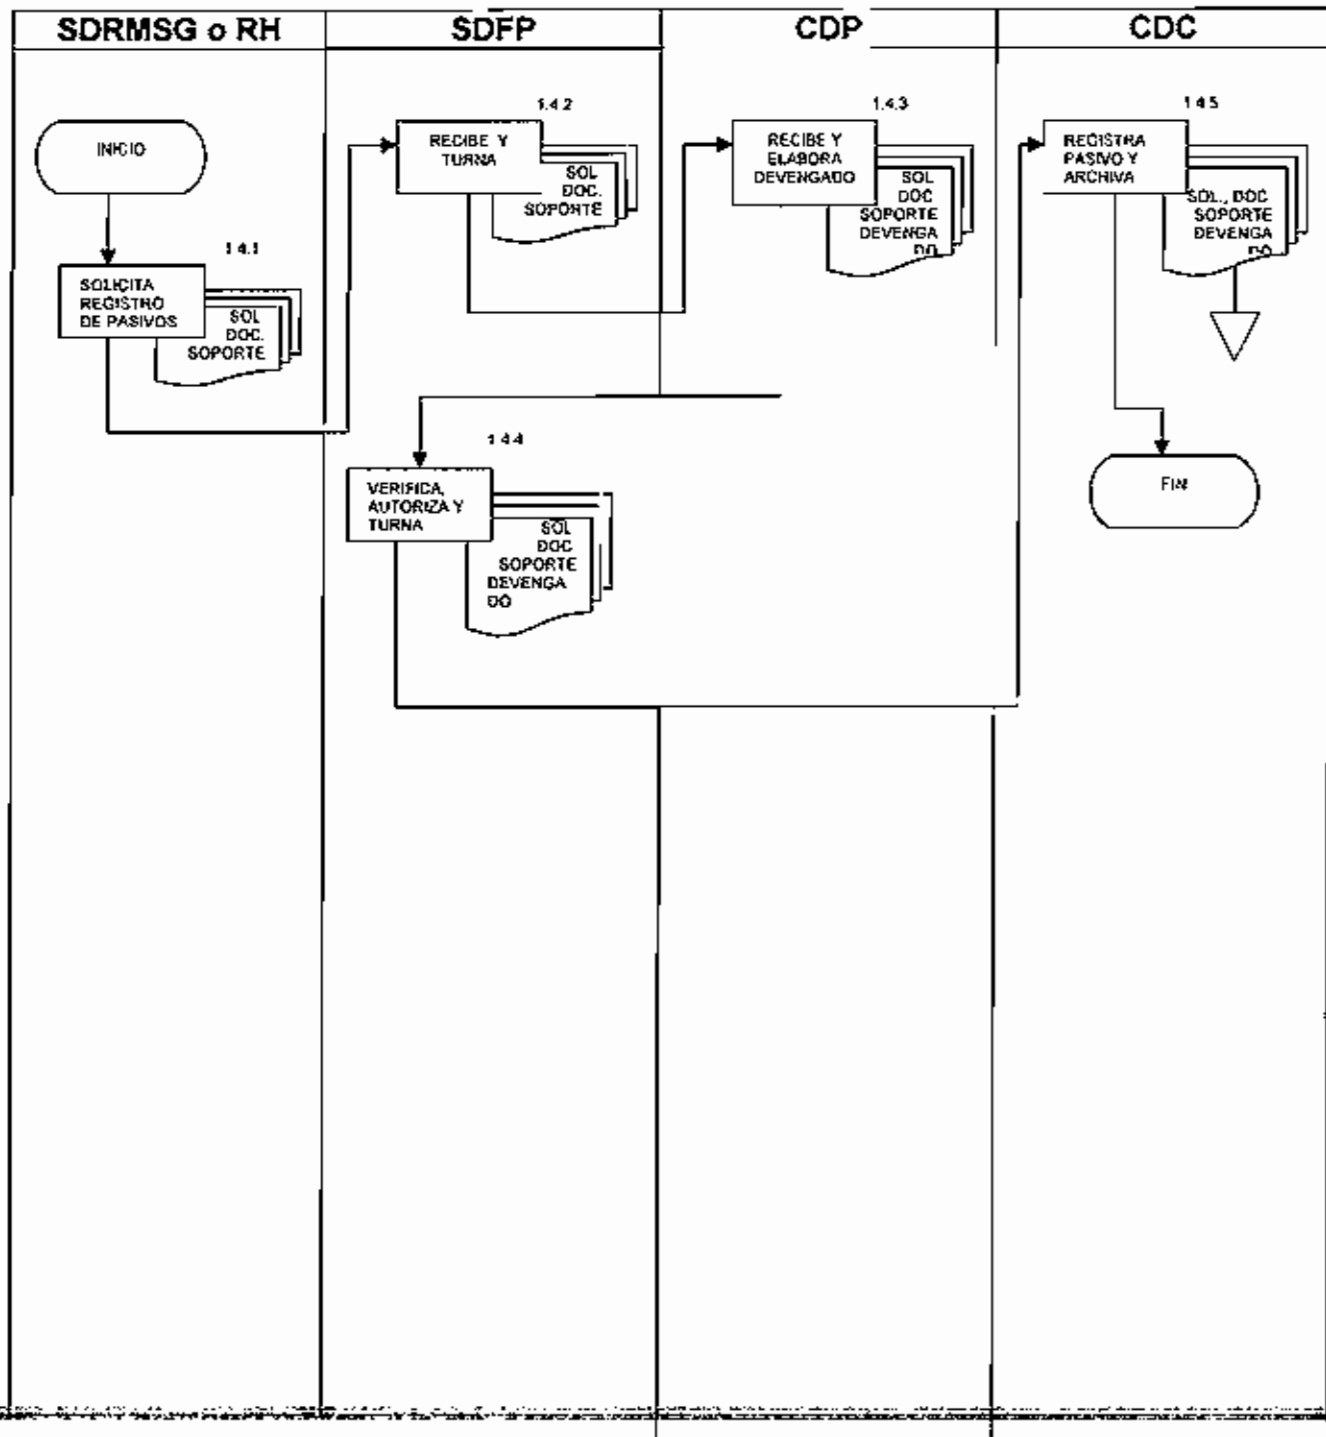 SDRMSG o RH
SDFP
CDP
CDC
INICIO
1.4.1
SOLICITA
REGISTRO
DE PASIVOS
SOL
DOC.
SOPORTE
1.4.2
RECIBE Y
TURNA
SOL
DOC.
SOPORTE
1.4.3
RECIBE Y
ELABORA
DEVENGADO
SOL
DOC
SOPORTE
DEVENGA
DO
1.4.4
VERIFICA,
AUTORIZA Y
TURNA
SOL
DOC
SOPORTE
DEVENGA
DO
1.4.5
REGISTRA
PASIVO Y
ARCHIVA
SOL., DOC
SOPORTE
DEVENGA
DO
FIN